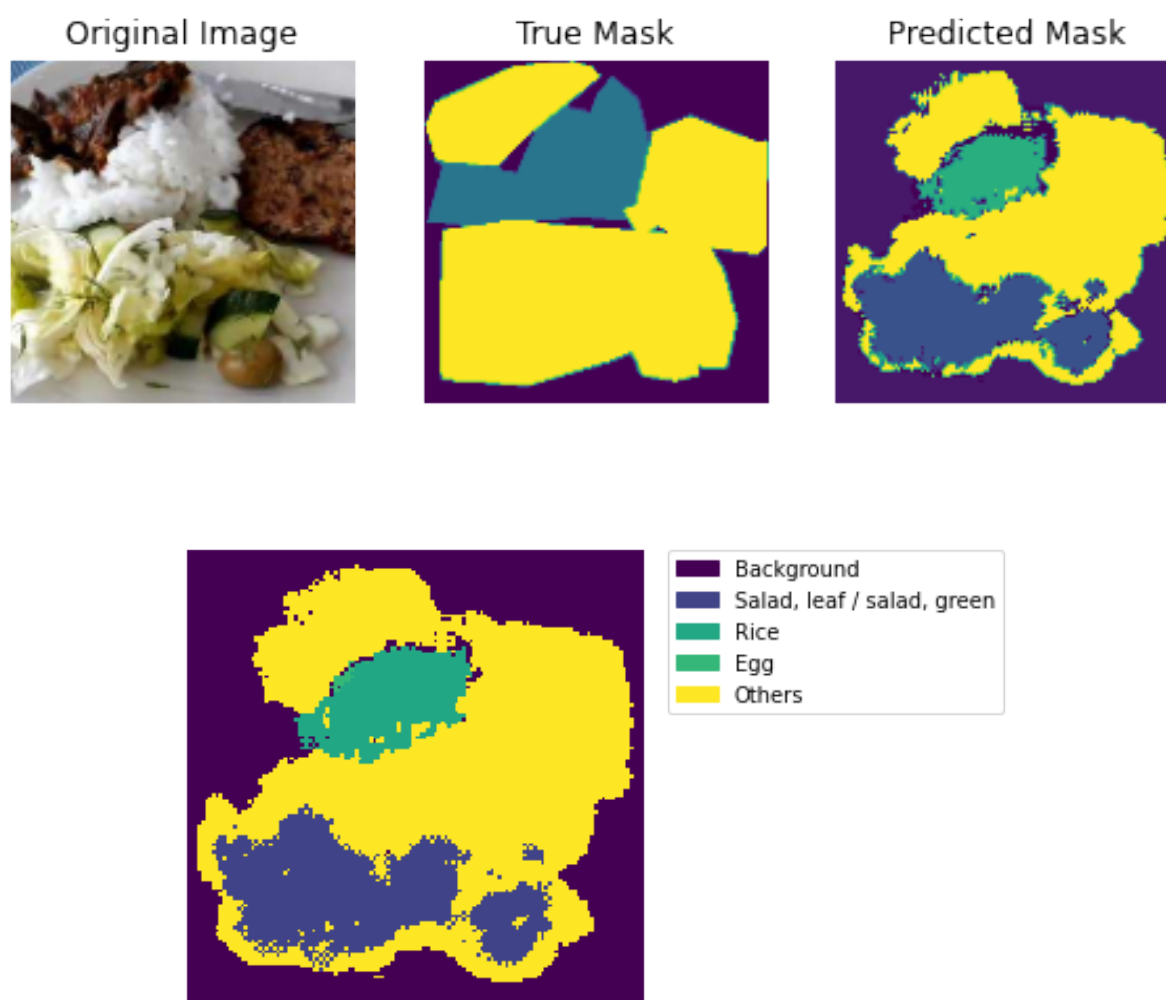 Original Image
True Mask
Predicted Mask
Background
Salad, leaf / salad, green
Rice
Egg
Others